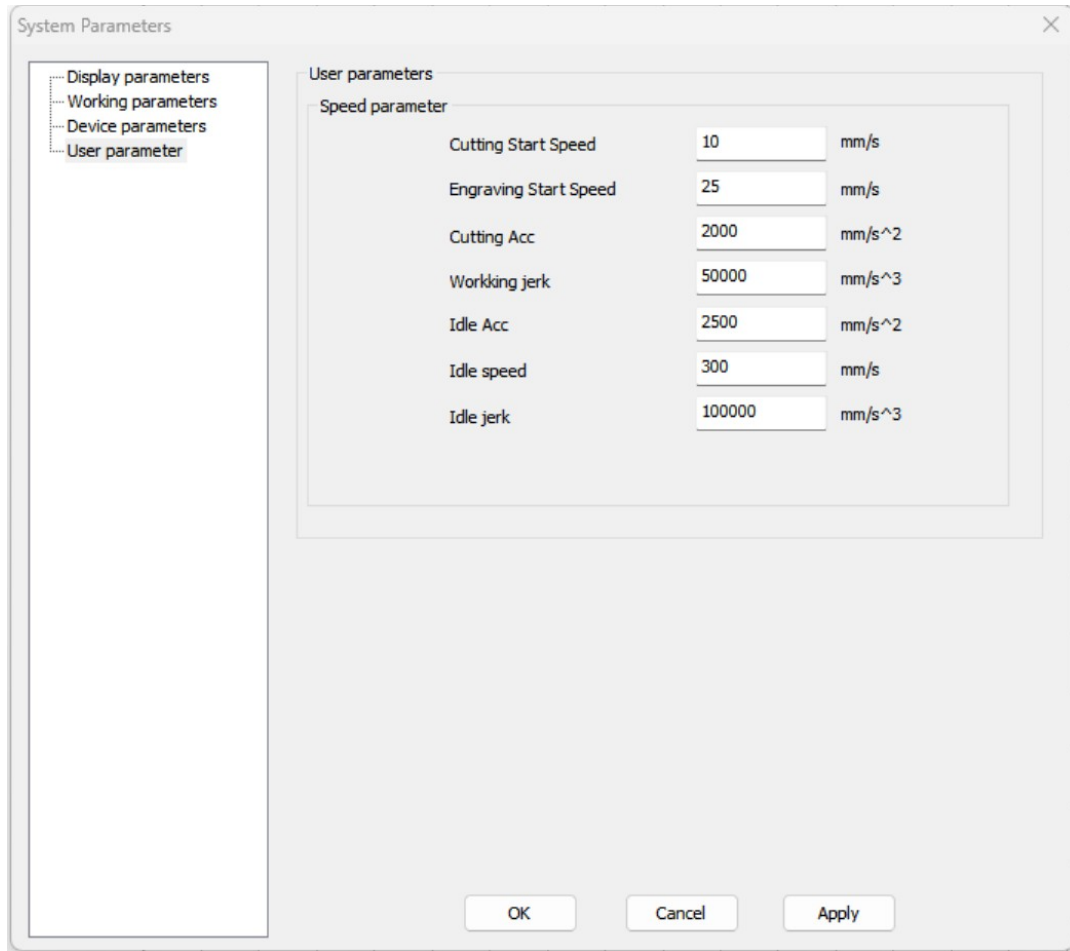 System Parameters
Display parameters
Working parameters
Device parameters
User parameter
User parameters
Speed parameter
Cutting Start Speed 10 mm/s
Engraving Start Speed 25 mm/s
Cutting Acc 2000 mm/s^2
Workking jerk 50000 mm/s^3
Idle Acc 2500 mm/s^2
Idle speed 300 mm/s
Idle jerk 100000 mm/s^3
OK Cancel Apply